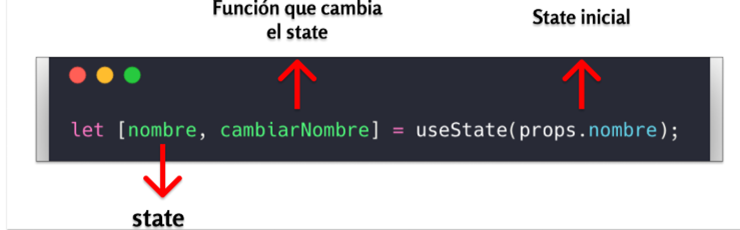 Función que cambia
el state
State inicial
let [nombre, cambiarNombre] = useState(props.nombre);
state